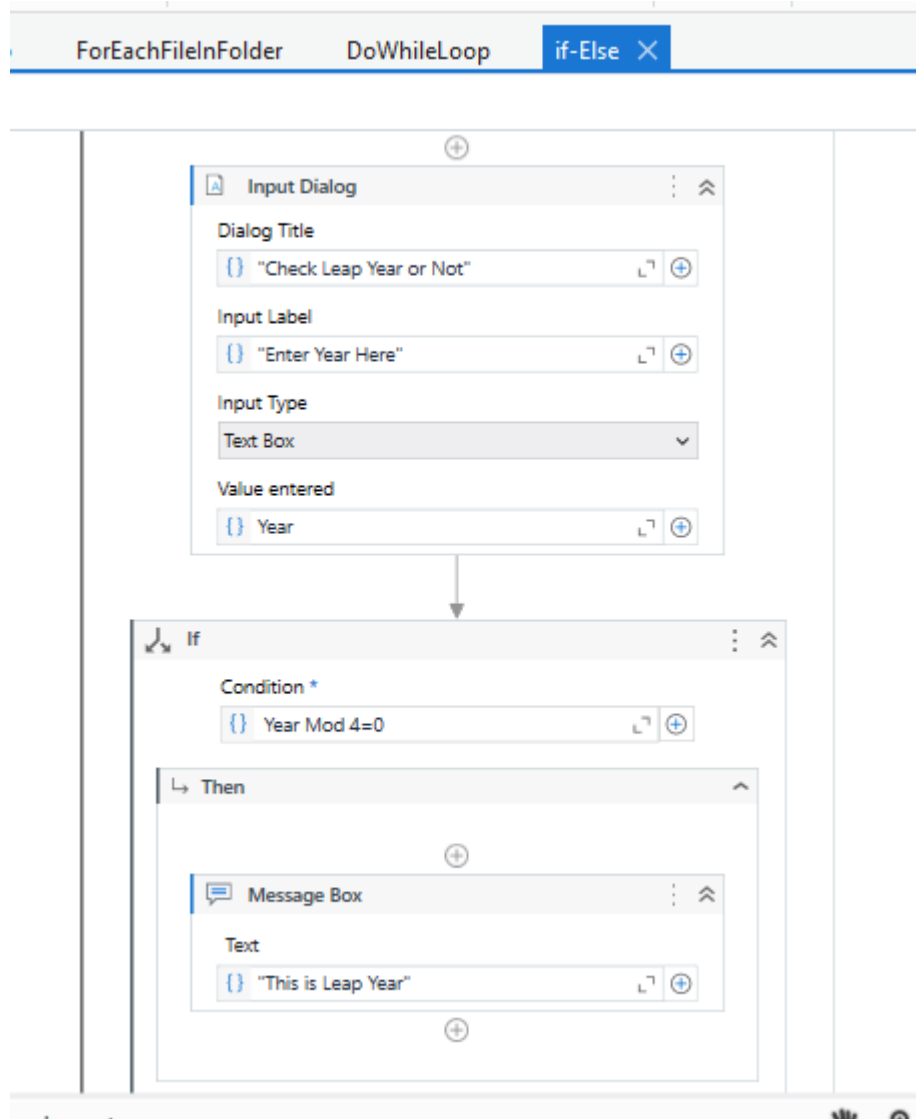 ForEachFileInFolder DoWhileLoop if-Else
Input Dialog
Dialog Title
"Check Leap Year or Not"
Input Label
"Enter Year Here"
Input Type
Text Box
Value entered
Year
If
Condition *
Year Mod 4=0
Then
Message Box
Text
"This is Leap Year"